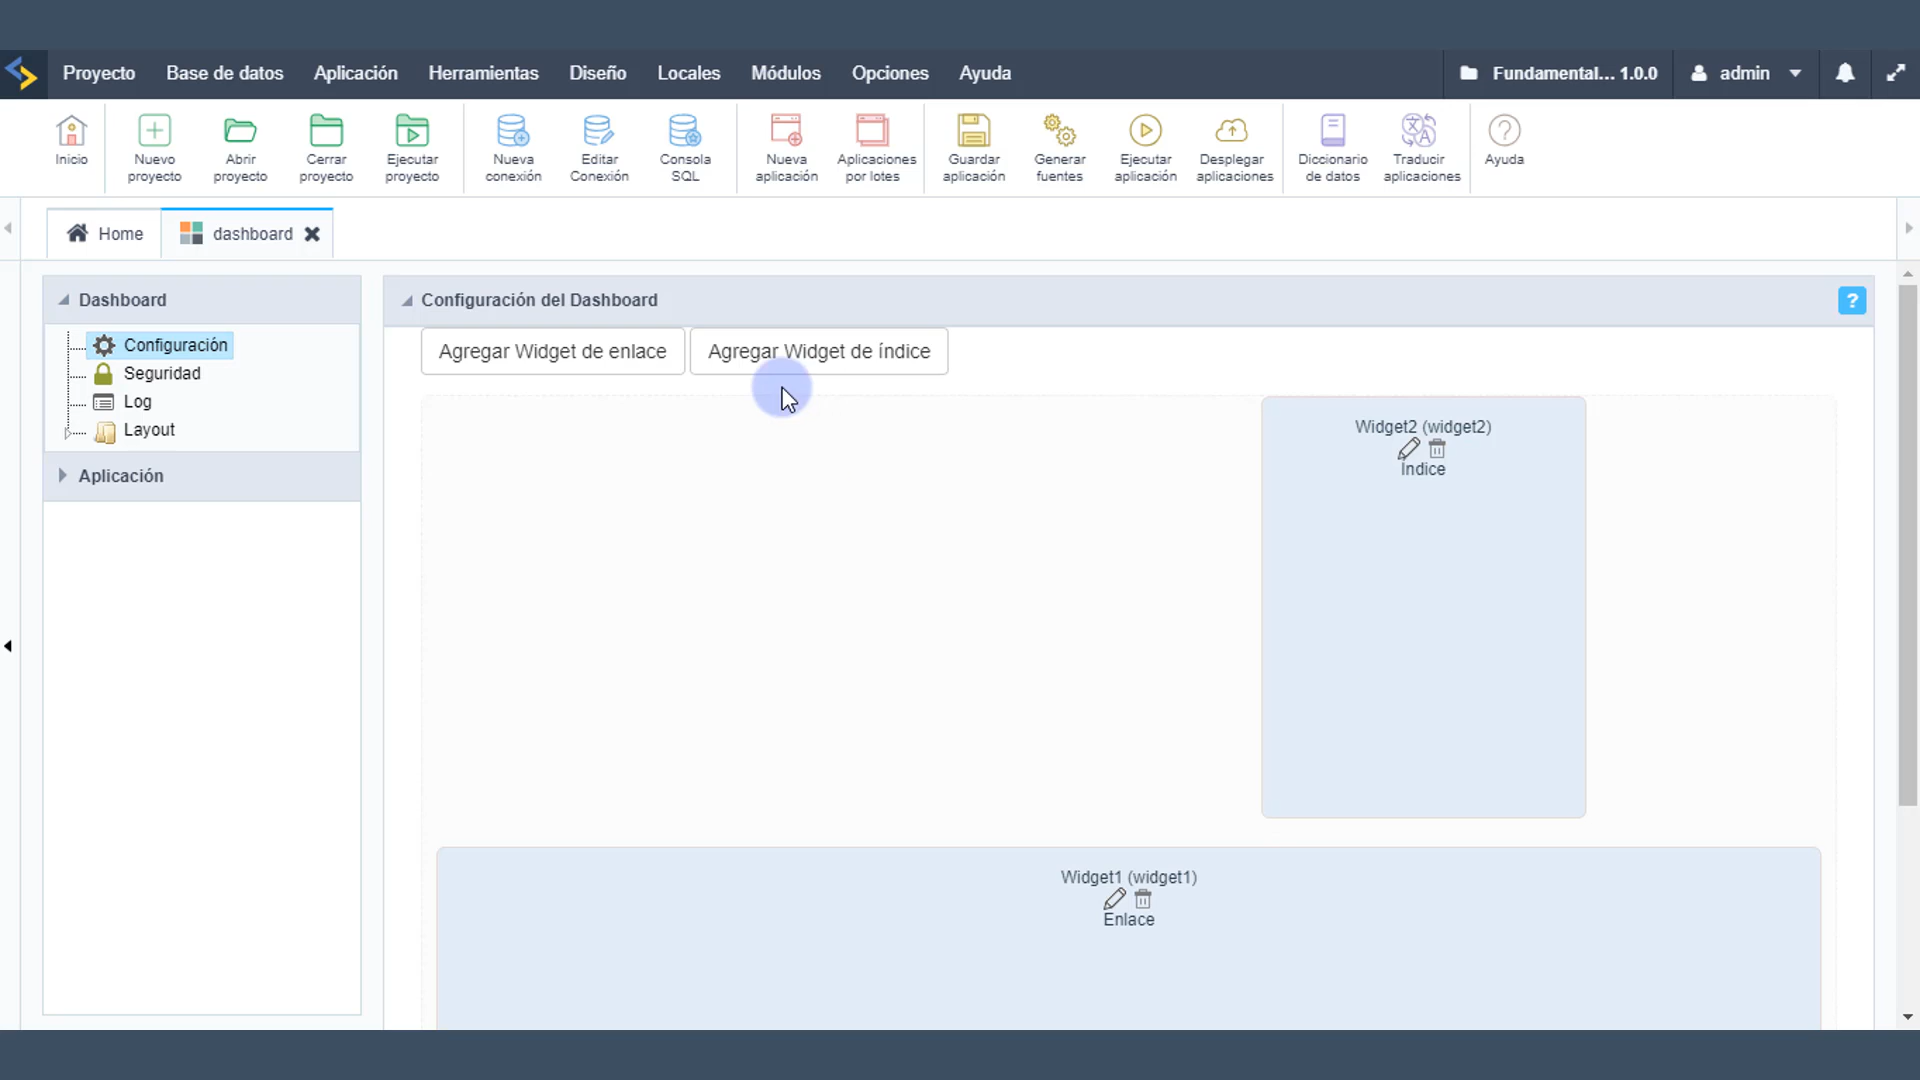 Proyecto Base de datos Aplicación Herramientas Diseño Locales Módulos Opciones Ayuda Fundamental... 1.0.0 admin
Inicio
Nuevo proyecto
Abrir proyecto
Cerrar proyecto
Ejecutar proyecto
Nueva conexión
Editar Conexión
Consola SQL
Nueva aplicación
Aplicaciones por lotes
Guardar aplicación
Generar fuentes
Ejecutar aplicación
Desplegar aplicaciones
Diccionario de datos
Traducir aplicaciones
Ayuda
Home dashboard
Dashboard
Configuración
Seguridad
Log
Layout
Aplicación
Configuración del Dashboard ?
Agregar Widget de enlace Agregar Widget de índice
Widget2 (widget2)
Índice
Widget1 (widget1)
Enlace